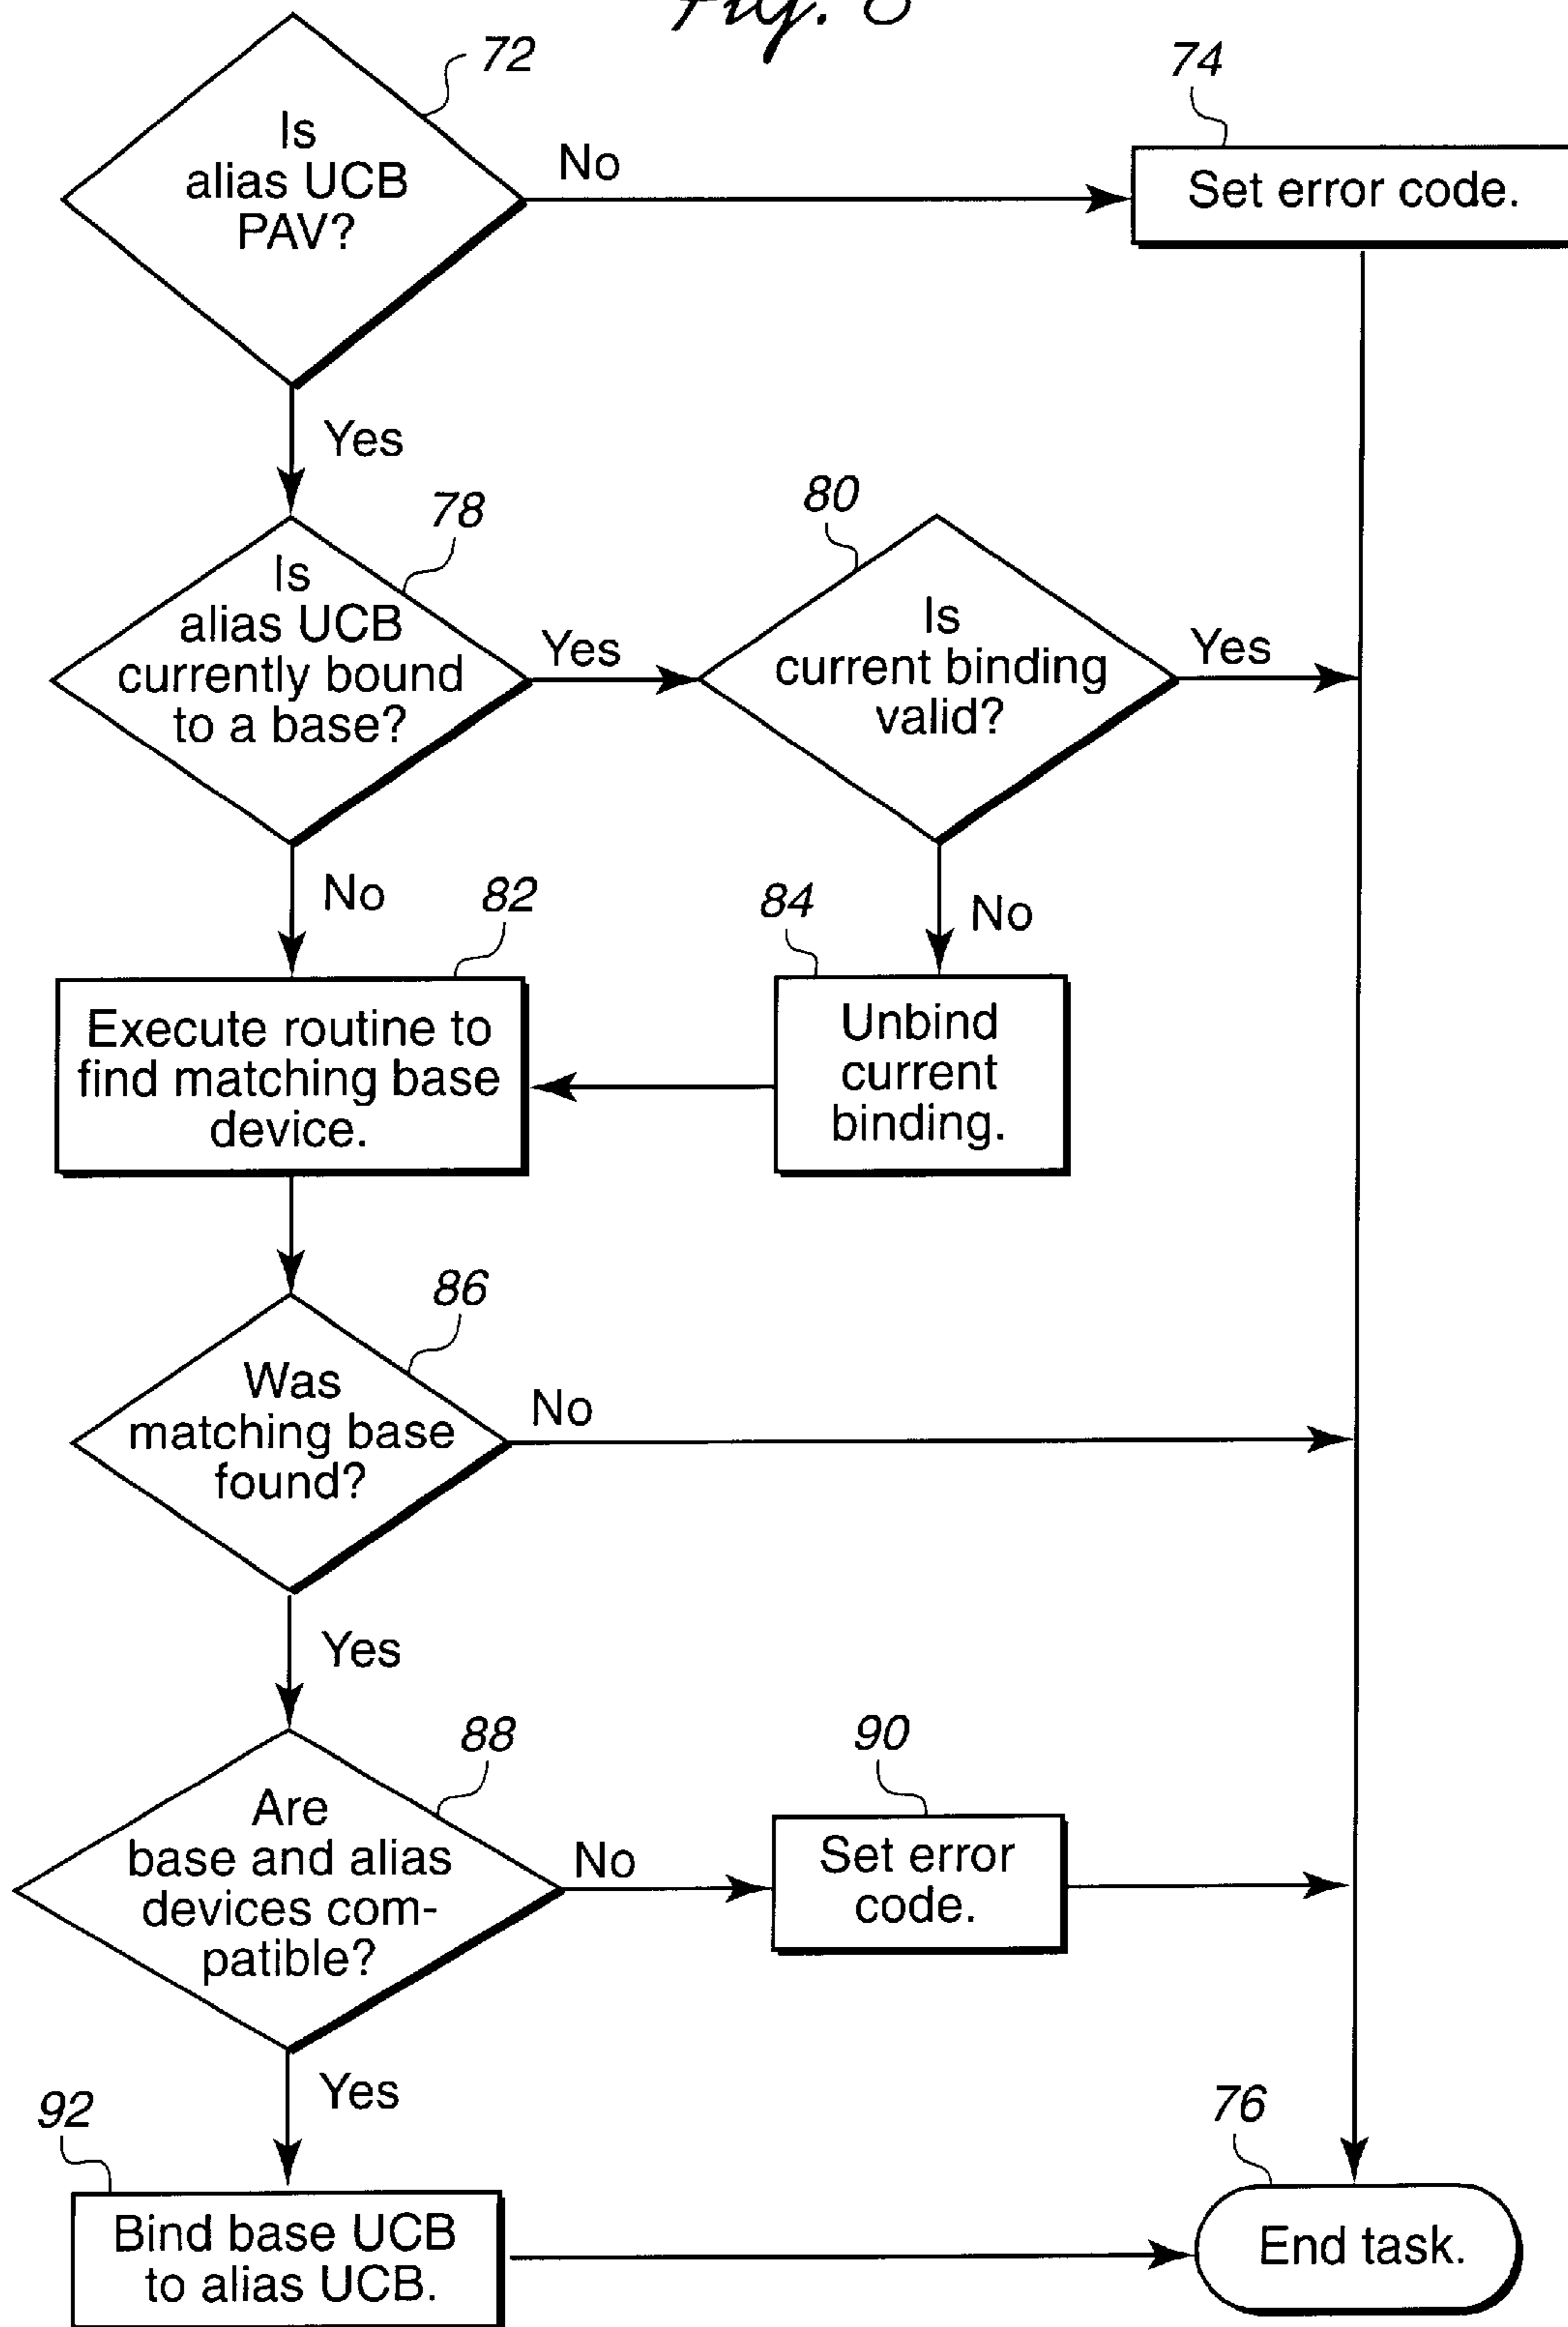 Fig.
72
Is
alias UCB
PAV?
No
74
Set error code.
Yes
78
Is
alias UCB
currently bound
to a base?
Yes
80
Is
current binding
valid?
Yes
No
82
Execute routine to
find matching base
device.
84
No
Unbind
current
binding.
86
Was
matching base
found?
No
Yes
88
Are
base and alias
devices com-
patible?
No
90
Set error
code.
Yes
92
Bind base UCB
to alias UCB.
76
End task.